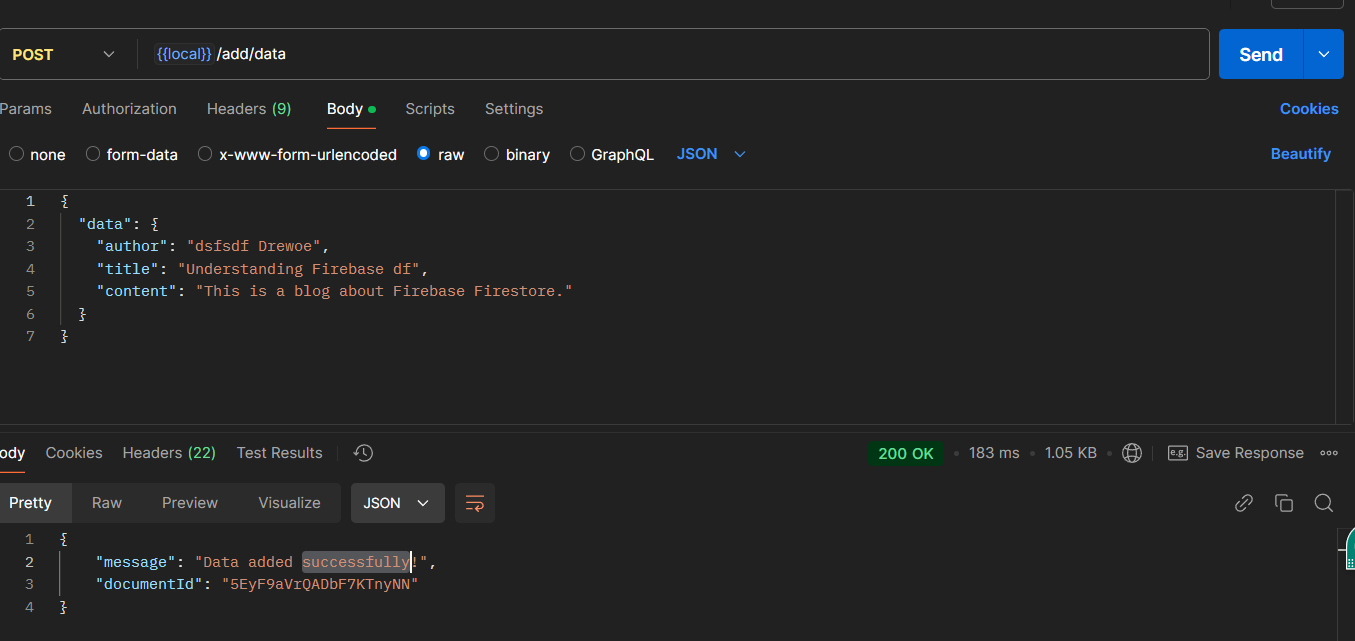 POST {{local}} /add/data Send
Params Authorization Headers (9) Body Scripts Settings Cookies
none form-data x-www-form-urlencoded raw binary GraphQL JSON Beautify
1 {
2 "data": {
3 "author": "dsfsdf Drewoe",
4 "title": "Understanding Firebase df",
5 "content": "This is a blog about Firebase Firestore."
6 }
7 }
ody Cookies Headers (22) Test Results 200 OK • 183 ms • 1.05 KB • e.g. Save Response
Pretty Raw Preview Visualize JSON
1 {
2 "message": "Data added successfully!",
3 "documentId": "5EyF9aVrQADbF7KTnyNN"
4 }